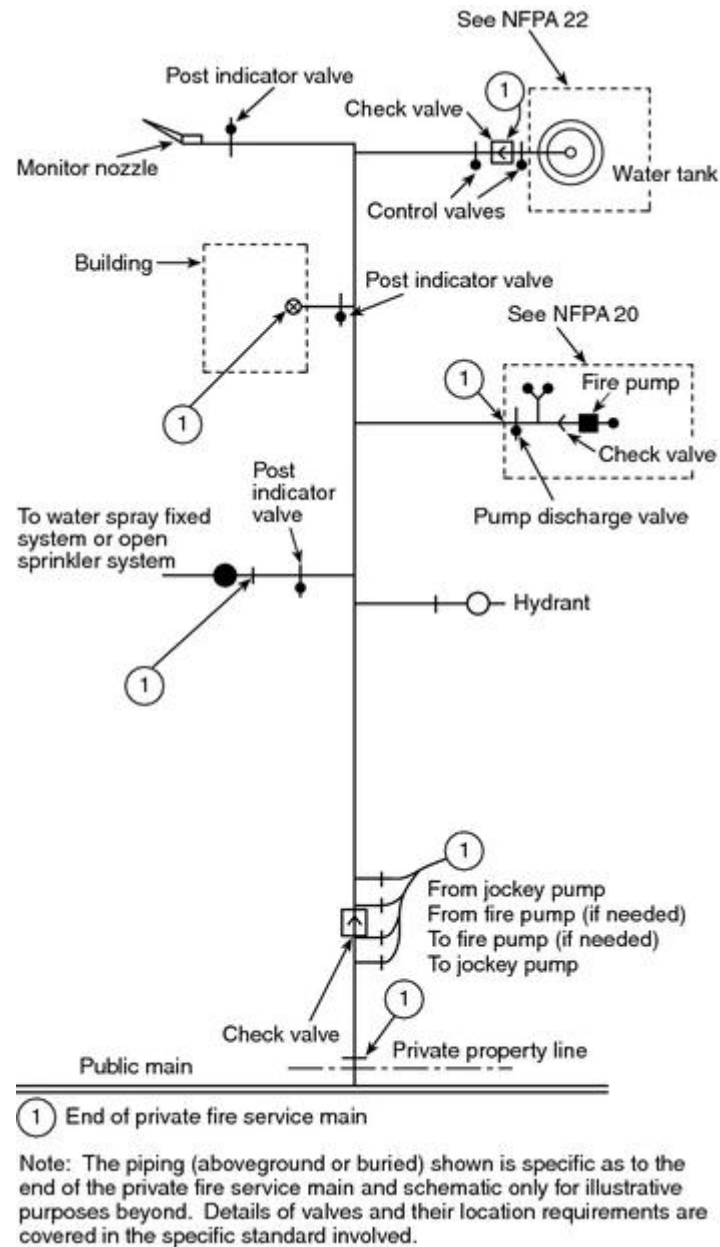 See NFPA 22
Post indicator valve
1
Check valve
Monitor nozzle
Water tank
Control valves
Building
Post indicator valve
See NFPA 20
1
Fire pump
1
Check valve
Post
indicator
valve
To water spray fixed
system or open
sprinkler system
Pump discharge valve
Hydrant
1
1
From jockey pump
From fire pump (if needed)
To fire pump (if needed)
To jockey pump
1
Check valve
Private property line
Public main
1 End of private fire service main
Note: The piping (aboveground or buried) shown is specific as to the
end of the private fire service main and schematic only for illustrative
purposes beyond. Details of valves and their location requirements are
covered in the specific standard involved.